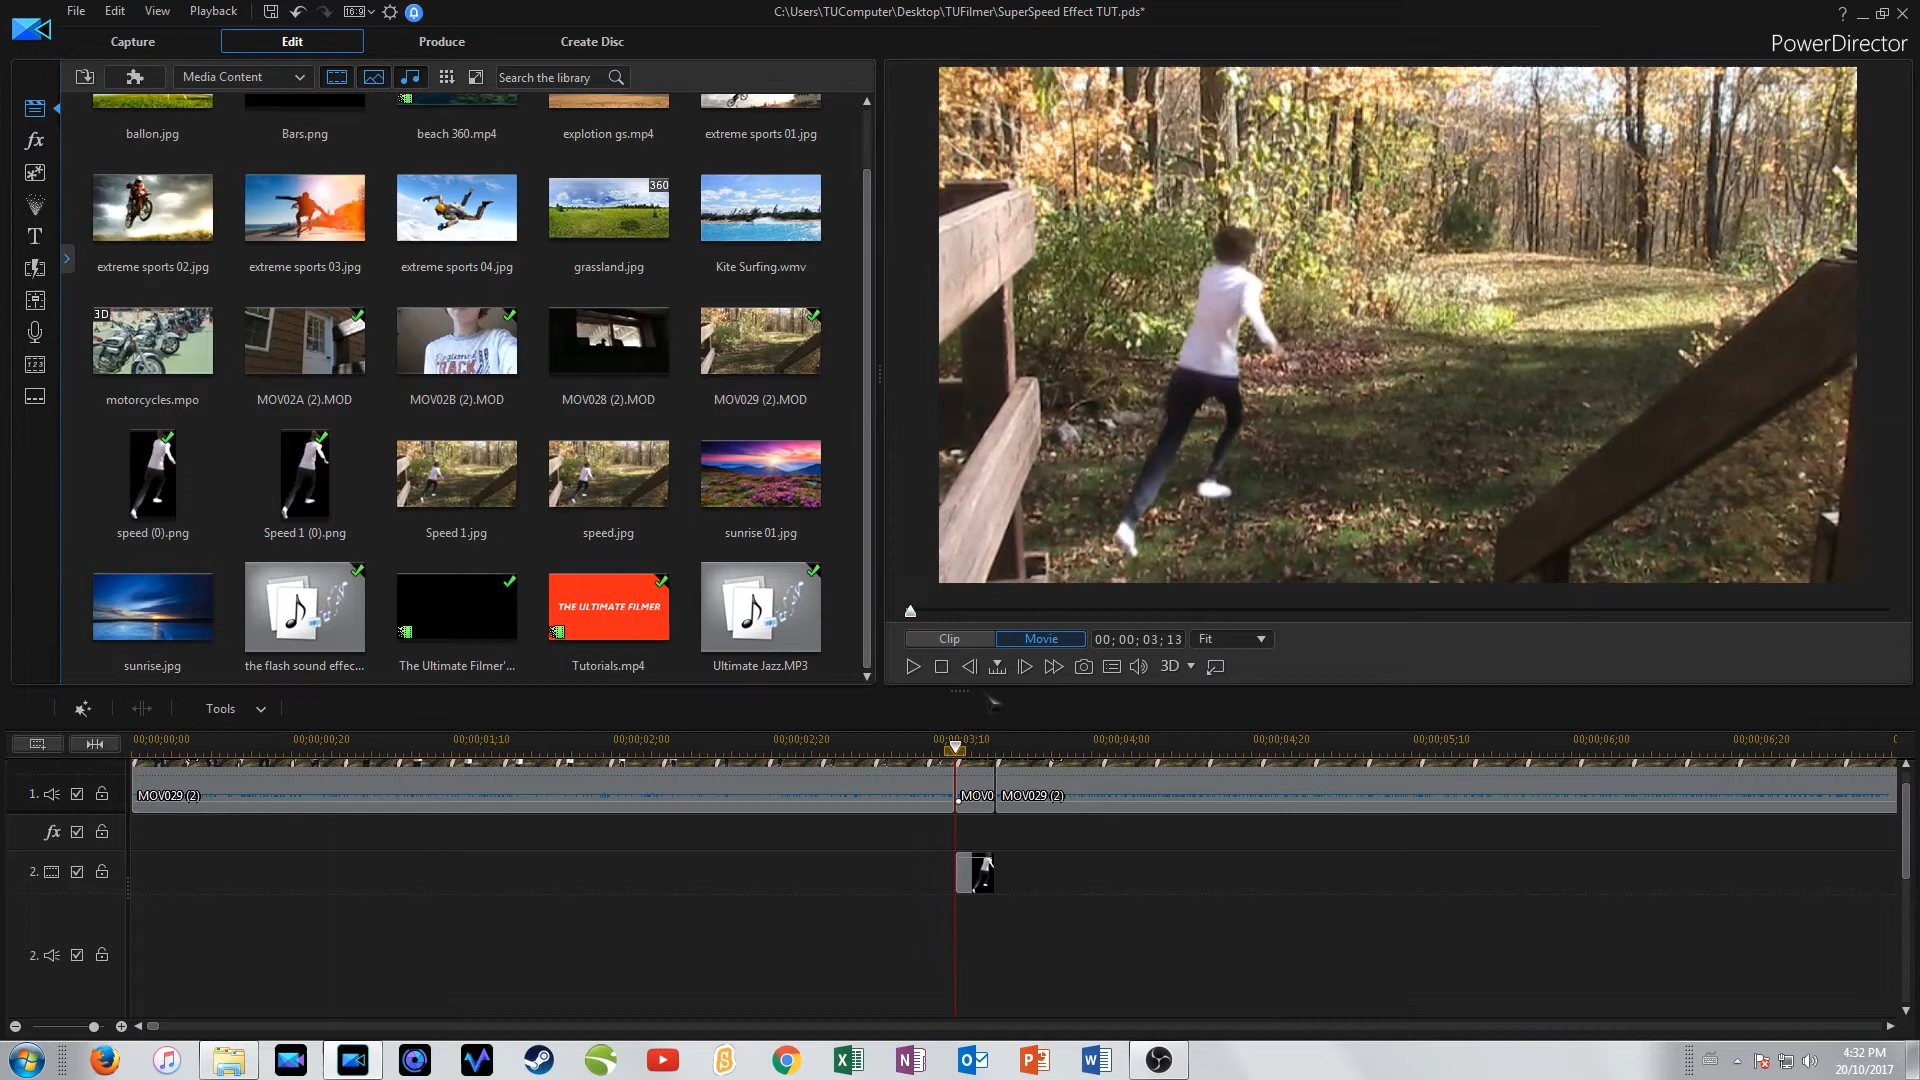 File Edit View Playback 16:9 C:\Users\TUComputer\Desktop\TUFilmer\SuperSpeed Effect TUT.pds* ?
Capture Edit Produce Create Disc PowerDirector
Media Content Search the library
ballon.jpg Bars.png beach 360.mp4 explotion gs.mp4 extreme sports 01.jpg
360
extreme sports 02.jpg extreme sports 03.jpg extreme sports 04.jpg grassland.jpg Kite Surfing.wmv
3D
motorcycles.mpo MOV02A (2).MOD MOV02B (2).MOD MOV028 (2).MOD MOV029 (2).MOD
speed (0).png Speed 1 (0).png Speed 1.jpg speed.jpg sunrise 01.jpg
THE ULTIMATE FILMER
sunrise.jpg the flash sound effec... The Ultimate Filmer'... Tutorials.mp4 Ultimate Jazz.MP3
Clip Movie 00; 00; 03; 13 Fit
3D
Tools
00;00;00;00 00;00;00;20 00;00;01;10 00;00;02;00 00;00;02;20 00;00;03;10 00;00;04;00 00;00;04;20 00;00;05;10 00;00;06;00 00;00;06;20
1. MOV029 (2) MOV0 MOV029 (2)
fx
2.
2.
4:32 PM
20/10/2017